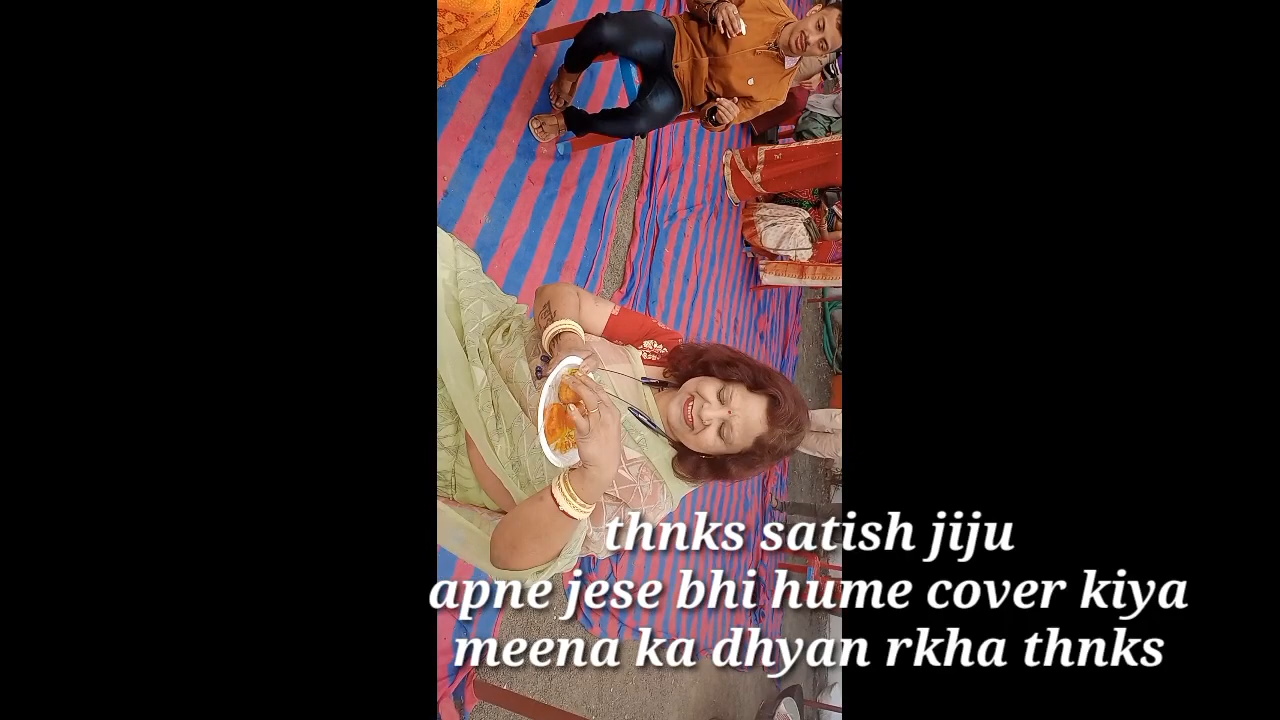 thnks satish jiju
apne jese bhi hume cover kiya
meena ka dhyan rkha thnks